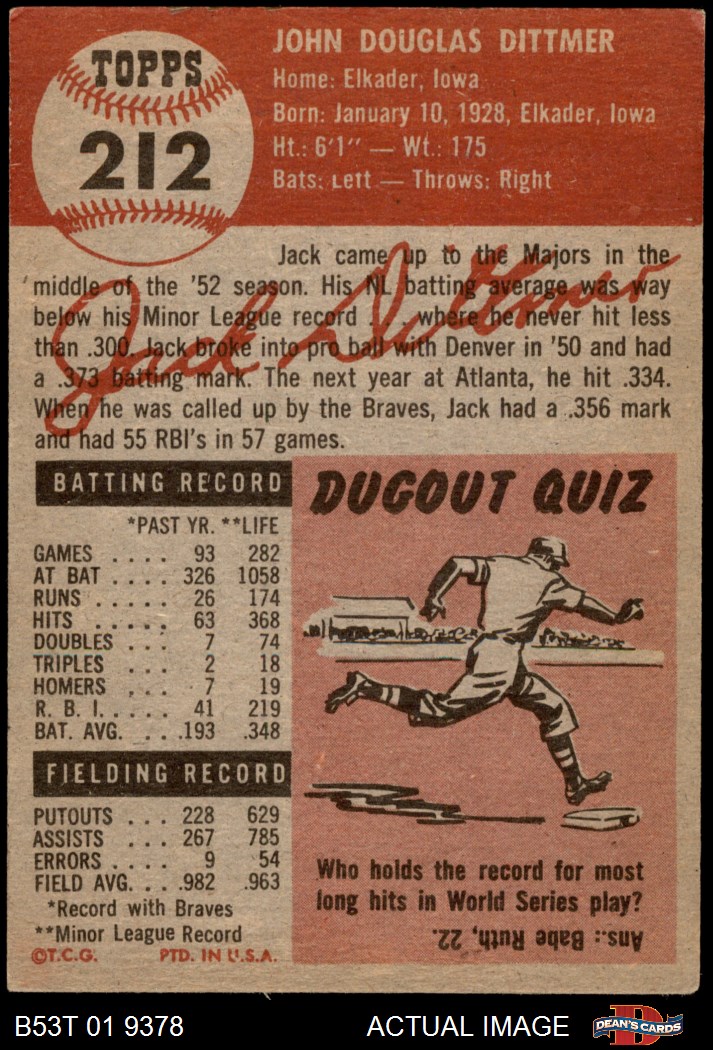 TOPPS
212
JOHN DOUGLAS DITTMER
Home: Elkader, Iowa
Born: January 10, 1928, Elkader, Iowa
Ht.: 6'1" — Wt.: 175
Bats: Left — Throws: Right
Jack came up to the Majors in the
middle of the '52 season. His NL batting average was way
below his Minor League record . . . where he never hit less
than .300. Jack broke into pro ball with Denver in '50 and had
a .373 batting mark. The next year at Atlanta, he hit .334.
When he was called up by the Braves, Jack had a .356 mark
and had 55 RBI's in 57 games.
Jack Dittmer
BATTING RECORD
*PAST YR. **LIFE
GAMES . . . . 93 282
AT BAT . . . . 326 1058
RUNS . . . . . 26 174
HITS . . . . . 63 368
DOUBLES . . . 7 74
TRIPLES . . . 2 18
HOMERS . . . 7 19
R. B. I. . . . . 41 219
BAT. AVG. . . .193 .348
FIELDING RECORD
PUTOUTS . . . 228 629
ASSISTS . . . 267 785
ERRORS . . . . 9 54
FIELD AVG. . . .982 .963
*Record with Braves
**Minor League Record
©T.C.G. PTD. IN U.S.A.
DUGOUT QUIZ
Who holds the record for most
long hits in World Series play?
Ans.: Babe Ruth, 22.
B53T 01 9378 ACTUAL IMAGE
D
DEAN'S CARDS